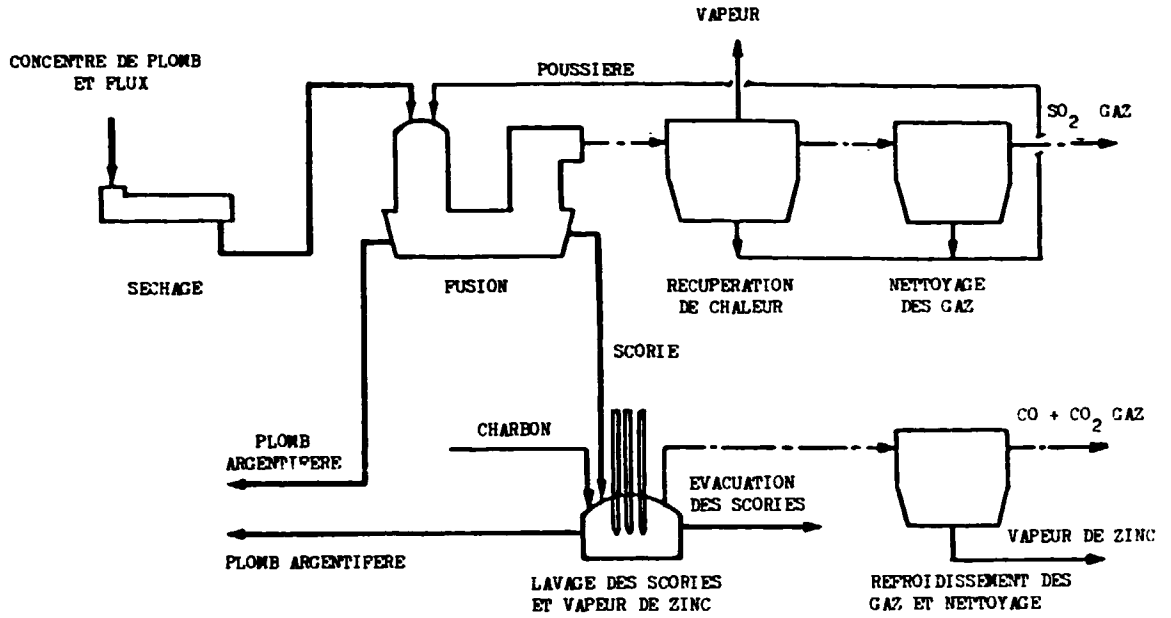 VAPEUR
CONCENTRE DE PLOMB
ET FLUX
POUSSIERE
SO2 GAZ
SECHAGE
FUSION
RECUPERATION
DE CHALEUR
NETTOYAGE
DES GAZ
SCORIE
CHARBON
CO + CO2 GAZ
PLOMB
ARGENTIFERE
EVACUATION
DES SCORIES
PLOMB ARGENTIFERE
VAPEUR DE ZINC
LAVAGE DES SCORIES
ET VAPEUR DE ZINC
REFROIDISSEMENT DES
GAZ ET NETTOYAGE